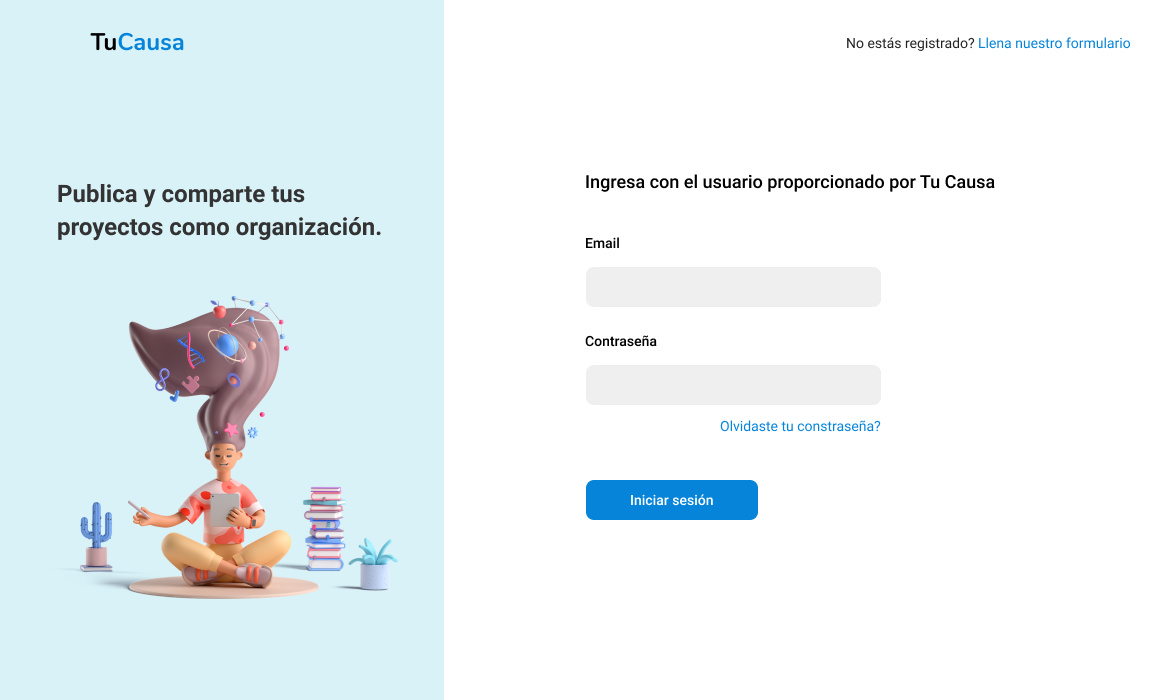 TuCausa
No estás registrado? Llena nuestro formulario
Publica y comparte tus
proyectos como organización.
Ingresa con el usuario proporcionado por Tu Causa
Email
Contraseña
Olvidaste tu constraseña?
Iniciar sesión